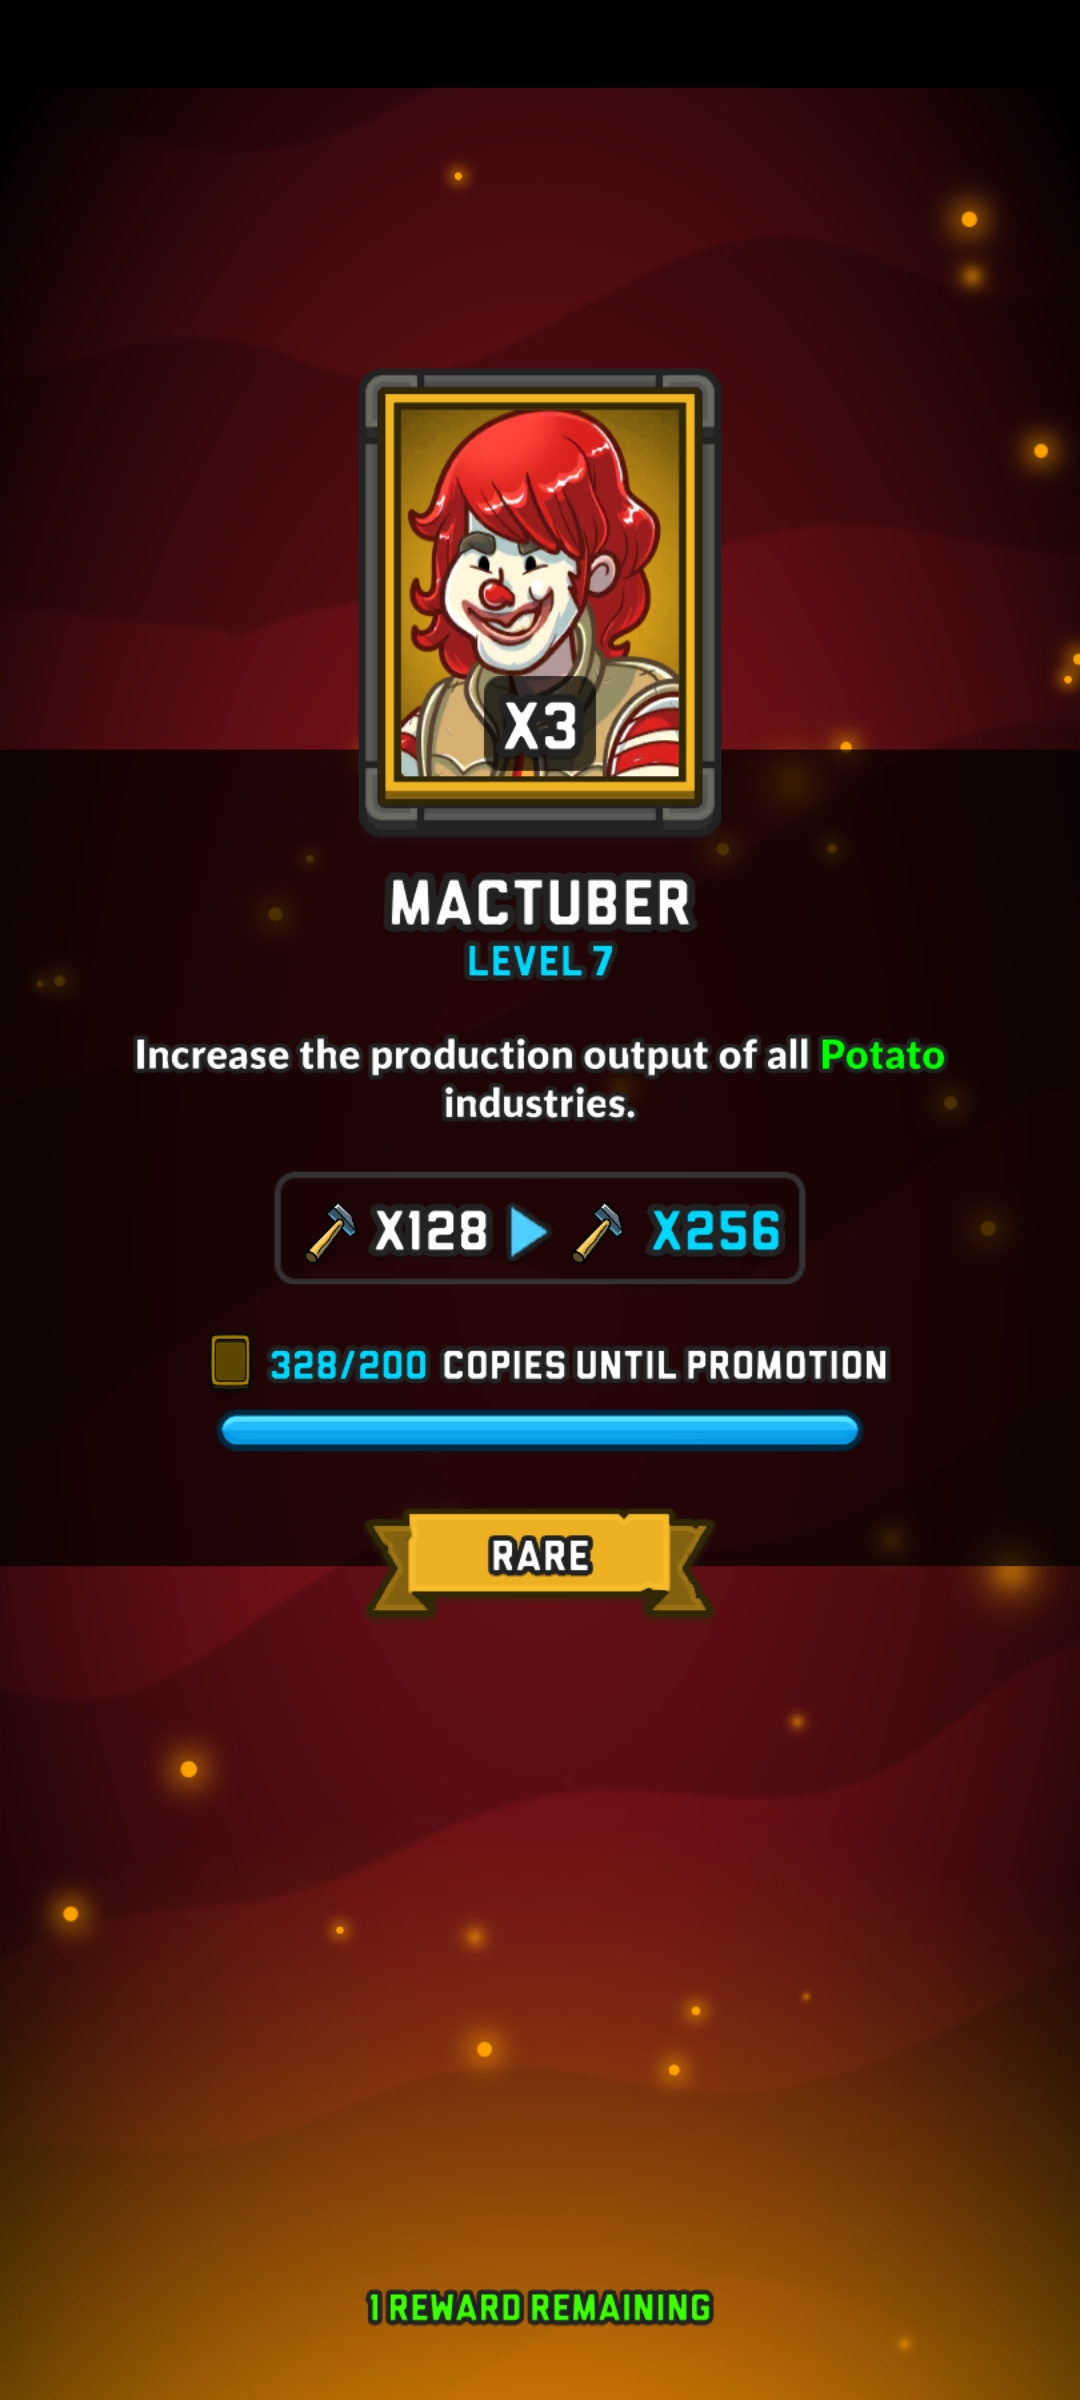 X3
MACTUBER
LEVEL 7
Increase the production output of all Potato
industries.
X128 X256
328/200 COPIES UNTIL PROMOTION
RARE
1 REWARD REMAINING